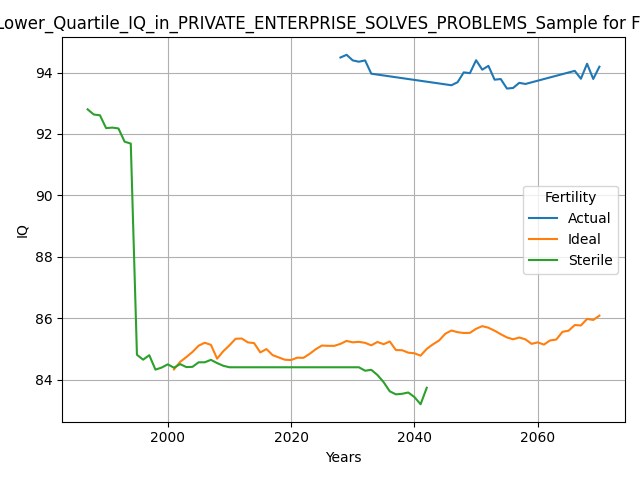 Lower_Quartile_IQ_in_PRIVATE_ENTERPRISE_SOLVES_PROBLEMS_Sample for F
94
92
90
88
86
84
IQ
Fertility
Actual
Ideal
Sterile
2000 2020 2040 2060
Years